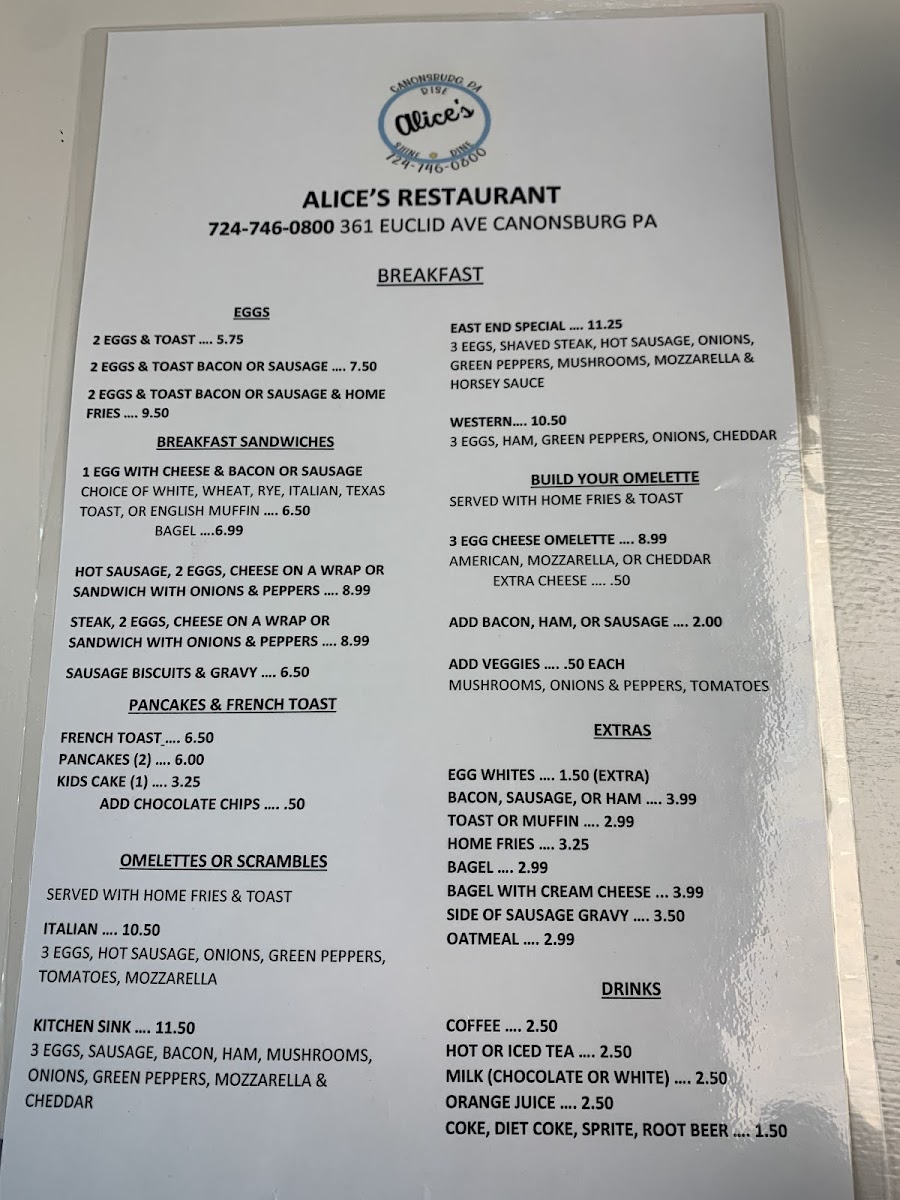 CANONSBURG PA
RISE
Alice's
SHINE DINE
724-746-0800
ALICE'S RESTAURANT
724-746-0800 361 EUCLID AVE CANONSBURG PA
BREAKFAST
EGGS
2 EGGS & TOAST .... 5.75
2 EGGS & TOAST BACON OR SAUSAGE .... 7.50
2 EGGS & TOAST BACON OR SAUSAGE & HOME
FRIES .... 9.50
BREAKFAST SANDWICHES
1 EGG WITH CHEESE & BACON OR SAUSAGE
CHOICE OF WHITE, WHEAT, RYE, ITALIAN, TEXAS
TOAST, OR ENGLISH MUFFIN .... 6.50
BAGEL ....6.99
HOT SAUSAGE, 2 EGGS, CHEESE ON A WRAP OR
SANDWICH WITH ONIONS & PEPPERS .... 8.99
STEAK, 2 EGGS, CHEESE ON A WRAP OR
SANDWICH WITH ONIONS & PEPPERS .... 8.99
SAUSAGE BISCUITS & GRAVY .... 6.50
PANCAKES & FRENCH TOAST
FRENCH TOAST .... 6.50
PANCAKES (2) .... 6.00
KIDS CAKE (1) .... 3.25
ADD CHOCOLATE CHIPS .... .50
OMELETTES OR SCRAMBLES
SERVED WITH HOME FRIES & TOAST
ITALIAN .... 10.50
3 EGGS, HOT SAUSAGE, ONIONS, GREEN PEPPERS,
TOMATOES, MOZZARELLA
KITCHEN SINK .... 11.50
3 EGGS, SAUSAGE, BACON, HAM, MUSHROOMS,
ONIONS, GREEN PEPPERS, MOZZARELLA &
CHEDDAR
EAST END SPECIAL .... 11.25
3 EEGS, SHAVED STEAK, HOT SAUSAGE, ONIONS,
GREEN PEPPERS, MUSHROOMS, MOZZARELLA &
HORSEY SAUCE
WESTERN.... 10.50
3 EGGS, HAM, GREEN PEPPERS, ONIONS, CHEDDAR
BUILD YOUR OMELETTE
SERVED WITH HOME FRIES & TOAST
3 EGG CHEESE OMELETTE .... 8.99
AMERICAN, MOZZARELLA, OR CHEDDAR
EXTRA CHEESE .... .50
ADD BACON, HAM, OR SAUSAGE .... 2.00
ADD VEGGIES .... .50 EACH
MUSHROOMS, ONIONS & PEPPERS, TOMATOES
EXTRAS
EGG WHITES .... 1.50 (EXTRA)
BACON, SAUSAGE, OR HAM .... 3.99
TOAST OR MUFFIN .... 2.99
HOME FRIES .... 3.25
BAGEL .... 2.99
BAGEL WITH CREAM CHEESE ... 3.99
SIDE OF SAUSAGE GRAVY .... 3.50
OATMEAL .... 2.99
DRINKS
COFFEE .... 2.50
HOT OR ICED TEA .... 2.50
MILK (CHOCOLATE OR WHITE) .... 2.50
ORANGE JUICE .... 2.50
COKE, DIET COKE, SPRITE, ROOT BEER .... 1.50